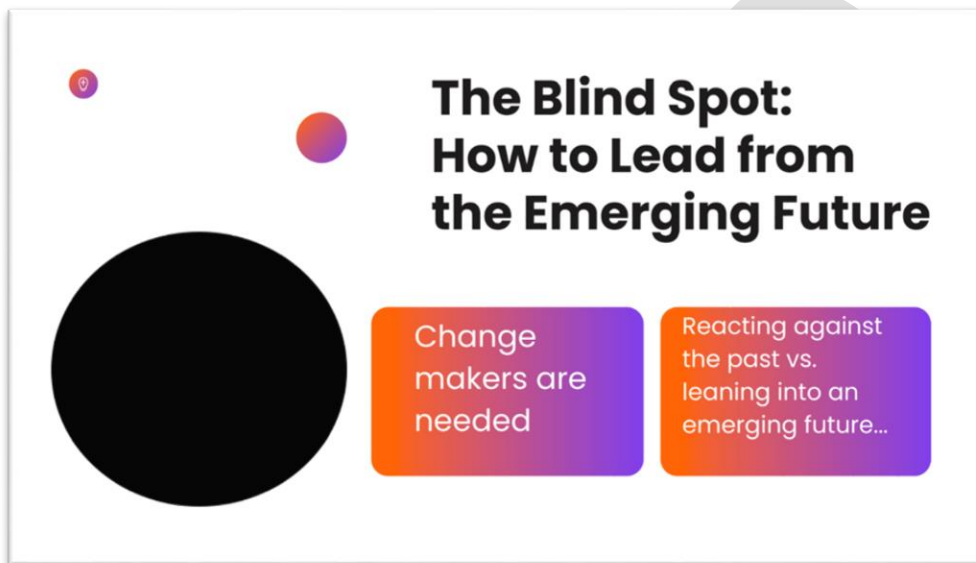 The Blind Spot:
How to Lead from
the Emerging Future
Change
makers are
needed
Reacting against
the past vs.
leaning into an
emerging future...